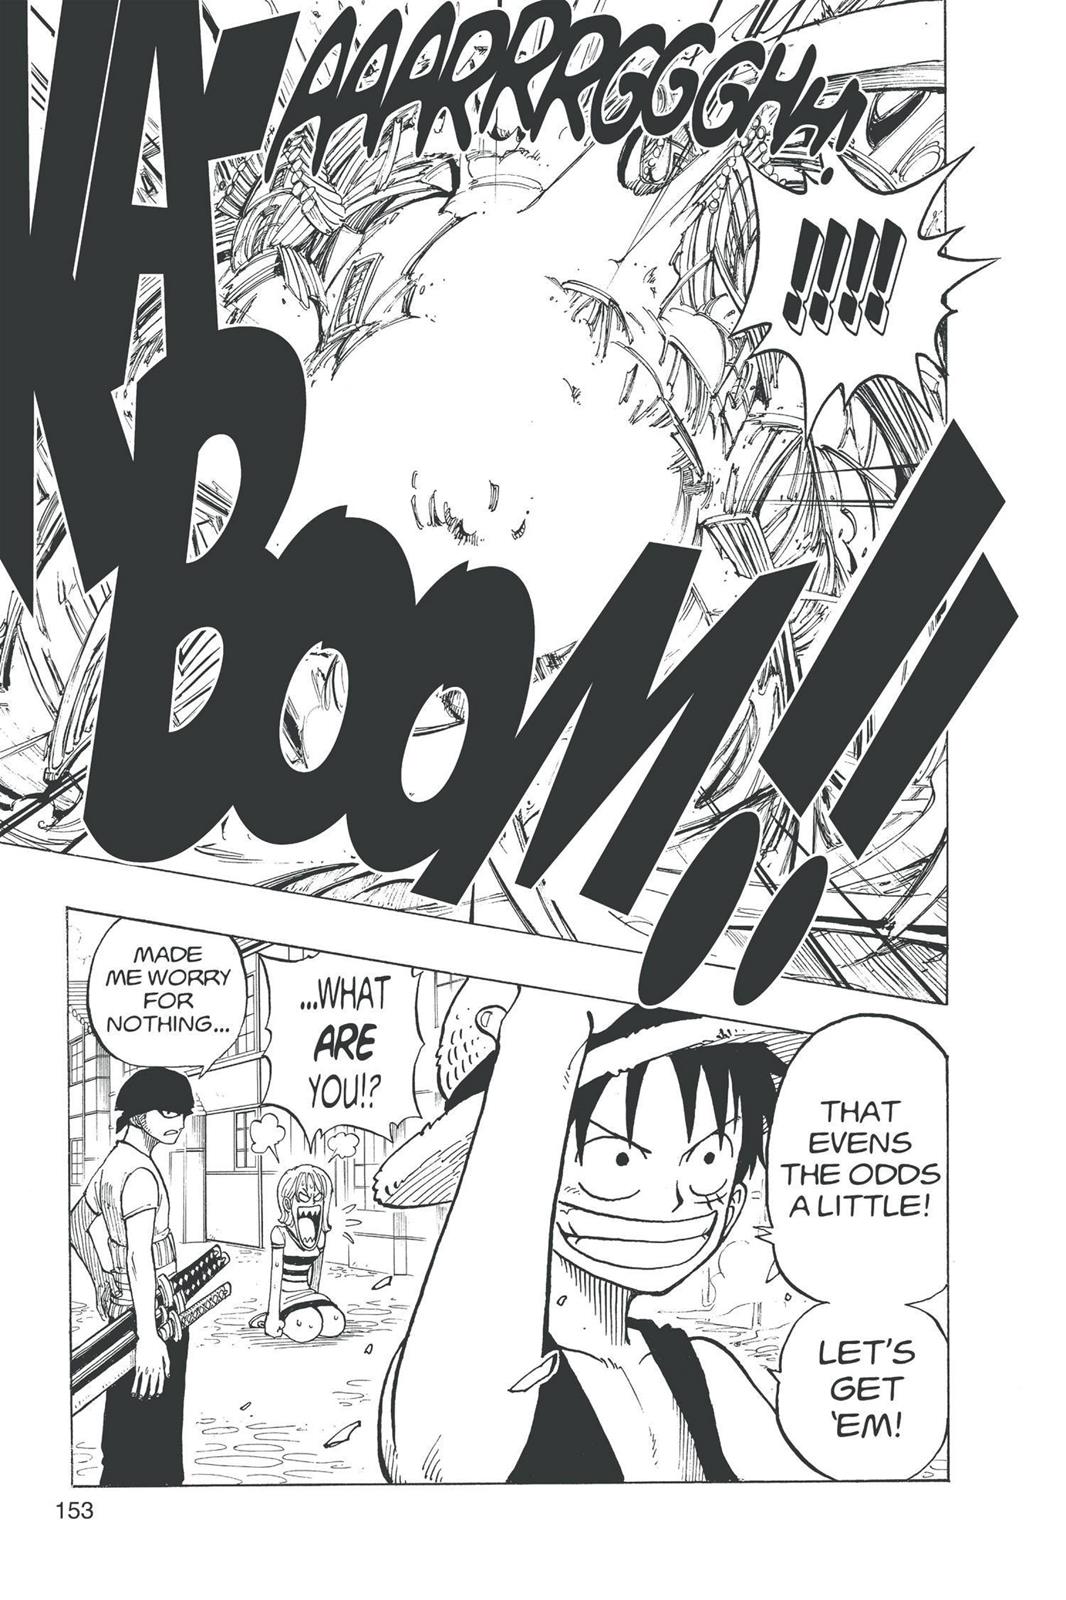 AAAARRRGGGGHHH
!!!!
KA
BOOM!!
THAT
EVENS
THE ODDS
A LITTLE!
LET'S
GET
'EM!
...WHAT
ARE
YOU!?
MADE
ME WORRY
FOR
NOTHING...
153